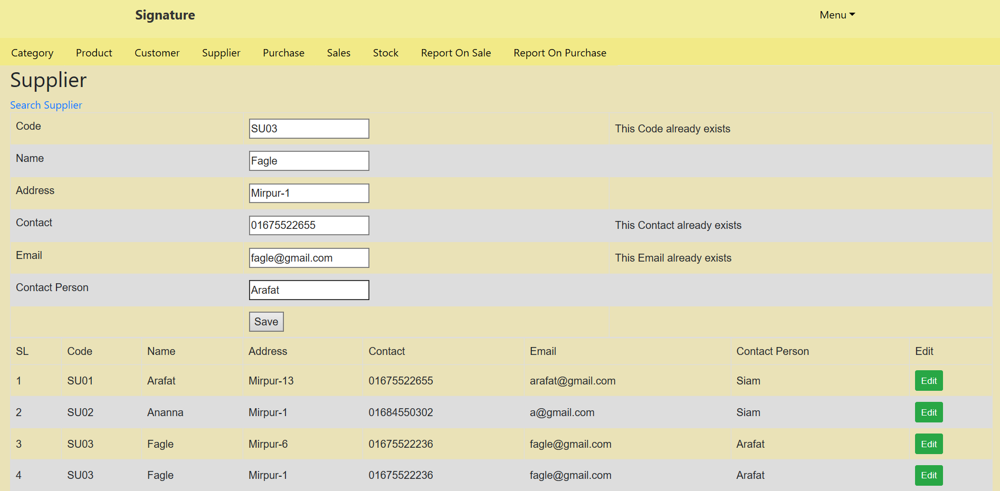 Signature Menu
Category Product Customer Supplier Purchase Sales Stock Report On Sale Report On Purchase
Supplier
Search Supplier
Code SU03 This Code already exists
Name Fagle
Address Mirpur-1
Contact 01675522655 This Contact already exists
Email fagle@gmail.com This Email already exists
Contact Person Arafat
Save
SL Code Name Address Contact Email Contact Person Edit
1 SU01 Arafat Mirpur-13 01675522655 arafat@gmail.com Siam Edit
2 SU02 Ananna Mirpur-1 01684550302 a@gmail.com Siam Edit
3 SU03 Fagle Mirpur-6 01675522236 fagle@gmail.com Arafat Edit
4 SU03 Fagle Mirpur-1 01675522236 fagle@gmail.com Arafat Edit